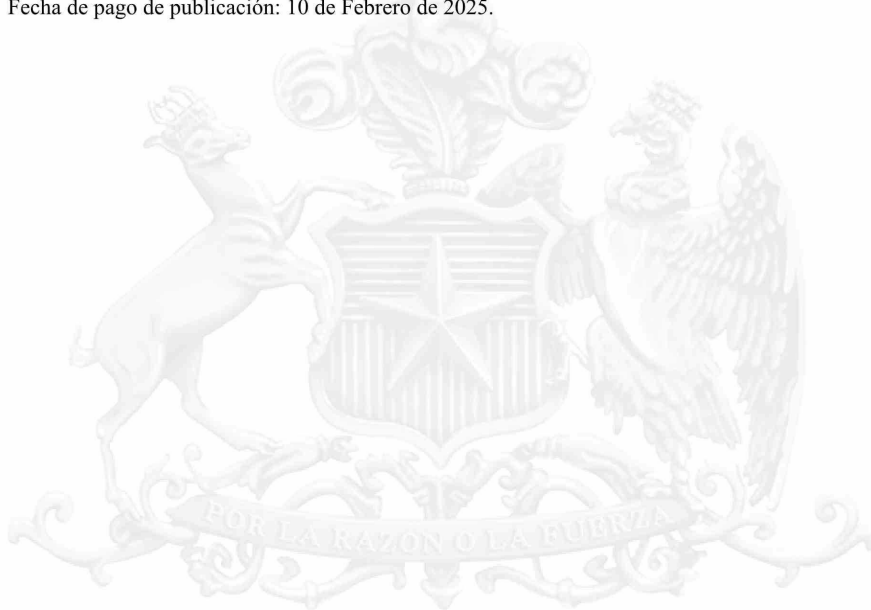 Fecha de pago de publicación: 10 de Febrero de 2025.
POR LA RAZON O LA FUERZA